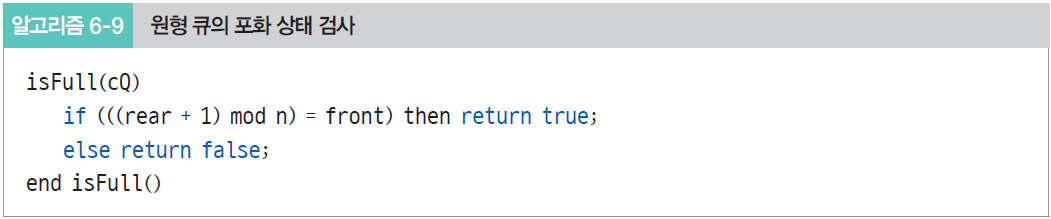 알고리즘 6-9 원형 큐의 포화 상태 검사
isFull(cQ)
if (((rear + 1) mod n) = front) then return true;
else return false;
end isFull()